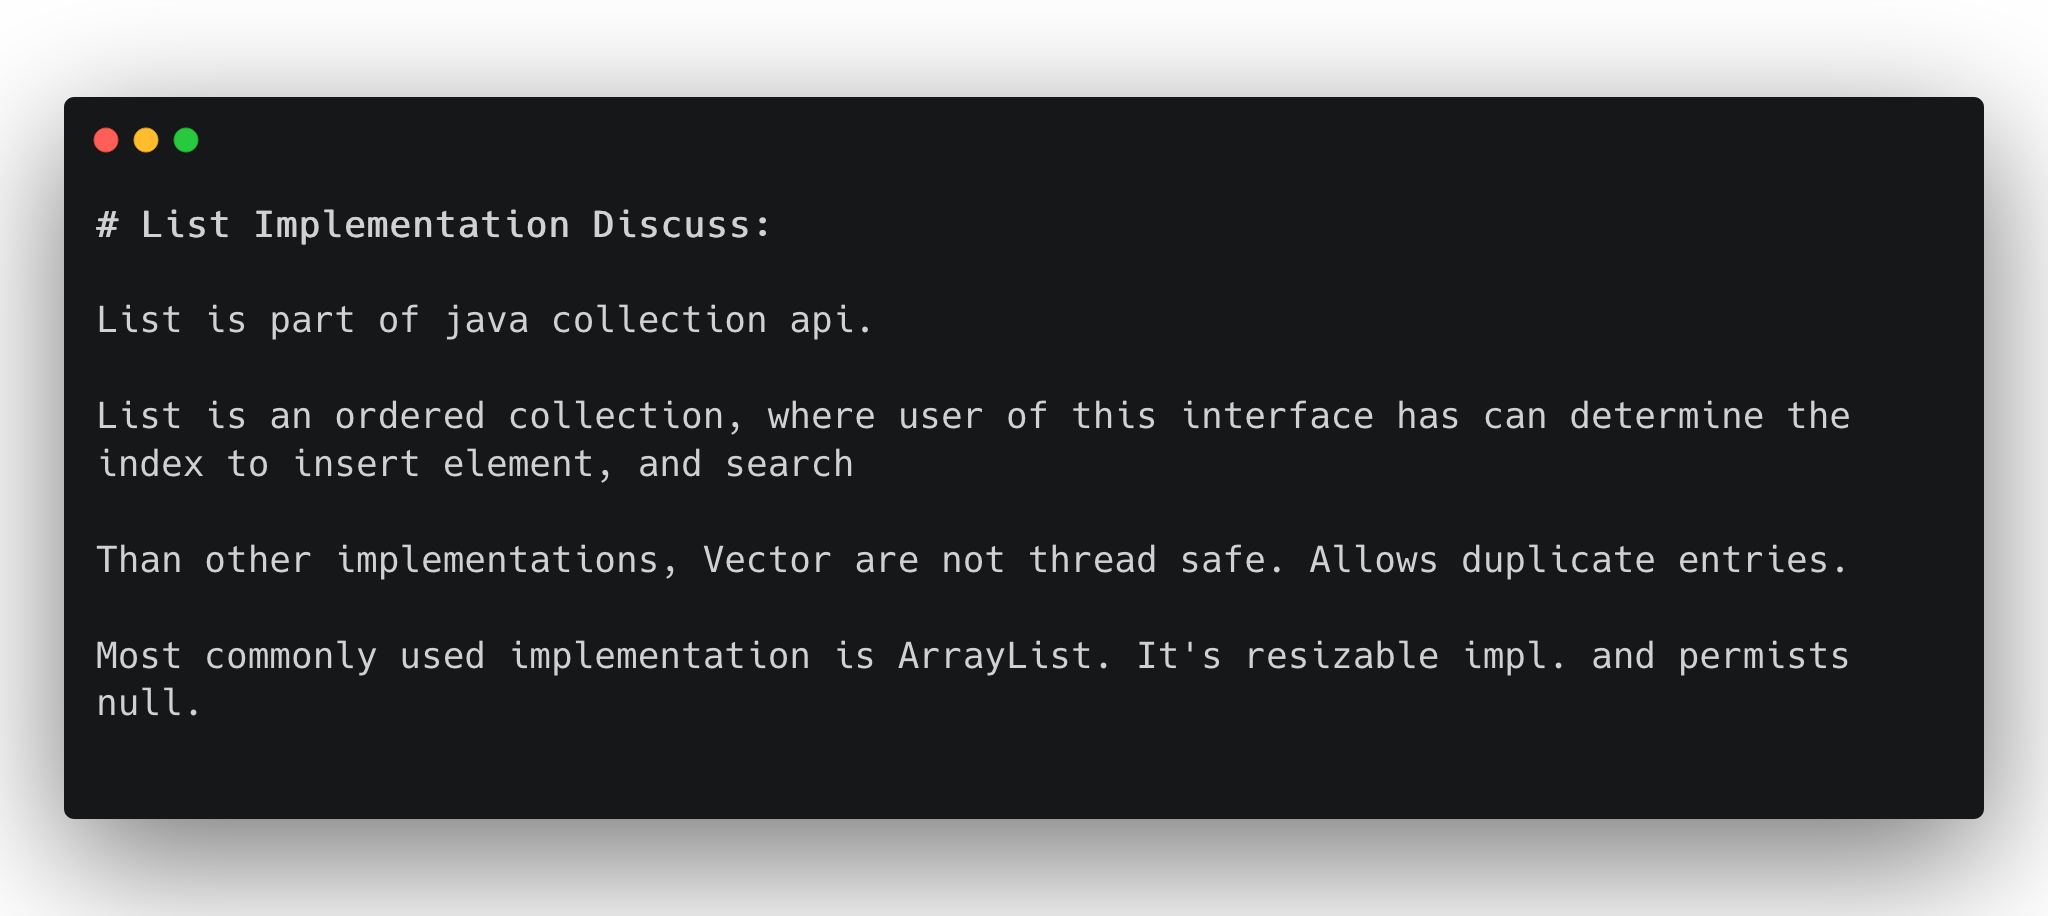 # List Implementation Discuss:
List is part of java collection api.
List is an ordered collection, where user of this interface has can determine the
index to insert element, and search
Than other implementations, Vector are not thread safe. Allows duplicate entries.
Most commonly used implementation is ArrayList. It's resizable impl. and permists
null.